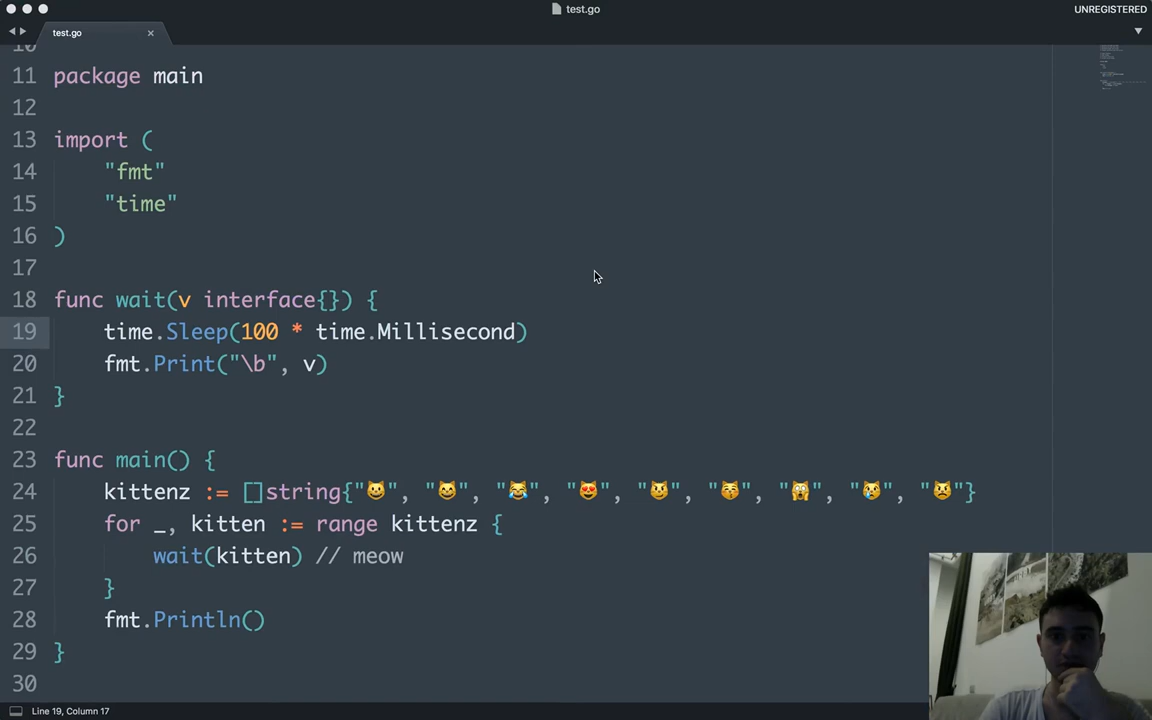 test.go
UNREGISTERED
test.go
10
11 package main
12
13 import (
14 "fmt"
15 "time"
16 )
17
18 func wait(v interface{}) {
19 time.Sleep(100 * time.Millisecond)
20 fmt.Print("\b", v)
21 }
22
23 func main() {
24 kittenz := []string{"😺", "😸", "😹", "😻", "😼", "😽", "🙀", "😿", "😾"}
25 for _, kitten := range kittenz {
26 wait(kitten) // meow
27 }
28 fmt.Println()
29 }
30
Line 19, Column 17